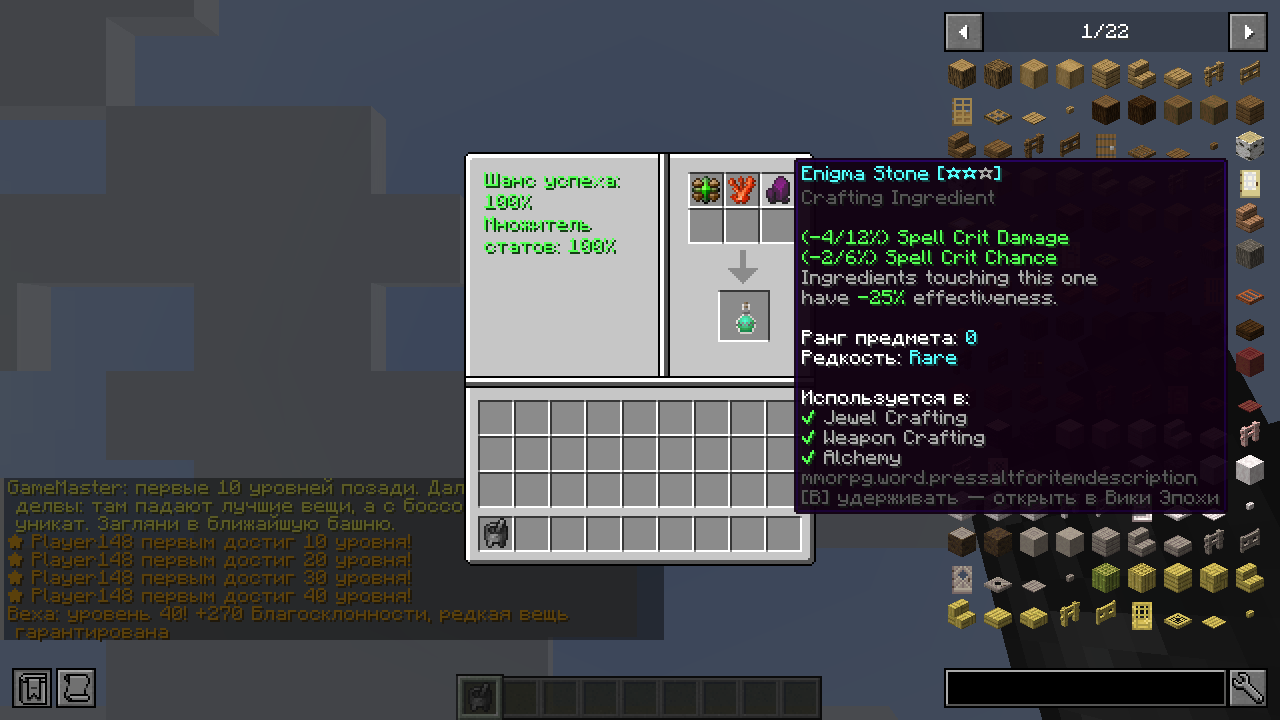 1/22
Шанс успеха:
100%
Множитель
статов: 100%
Enigma Stone [★★☆]
Crafting Ingredient
(-4/12%) Spell Crit Damage
(-2/6%) Spell Crit Chance
Ingredients touching this one
have -25% effectiveness.
Ранг предмета: 0
Редкость: Rare
Используется в:
✓ Jewel Crafting
✓ Weapon Crafting
✓ Alchemy
mmorpg.word.pressaltforitemdescription
[B] удерживать — открыть в Вики Эпохи
GameMaster: первые 10 уровней позади. Дал
делвы: там падают лучшие вещи, а с боссо
уникат. Загляни в ближайшую башню.
★ Player148 первым достиг 10 уровня!
★ Player148 первым достиг 20 уровня!
★ Player148 первым достиг 30 уровня!
★ Player148 первым достиг 40 уровня!
Веха: уровень 40! +270 Благосклонности, редкая вещь
гарантирована